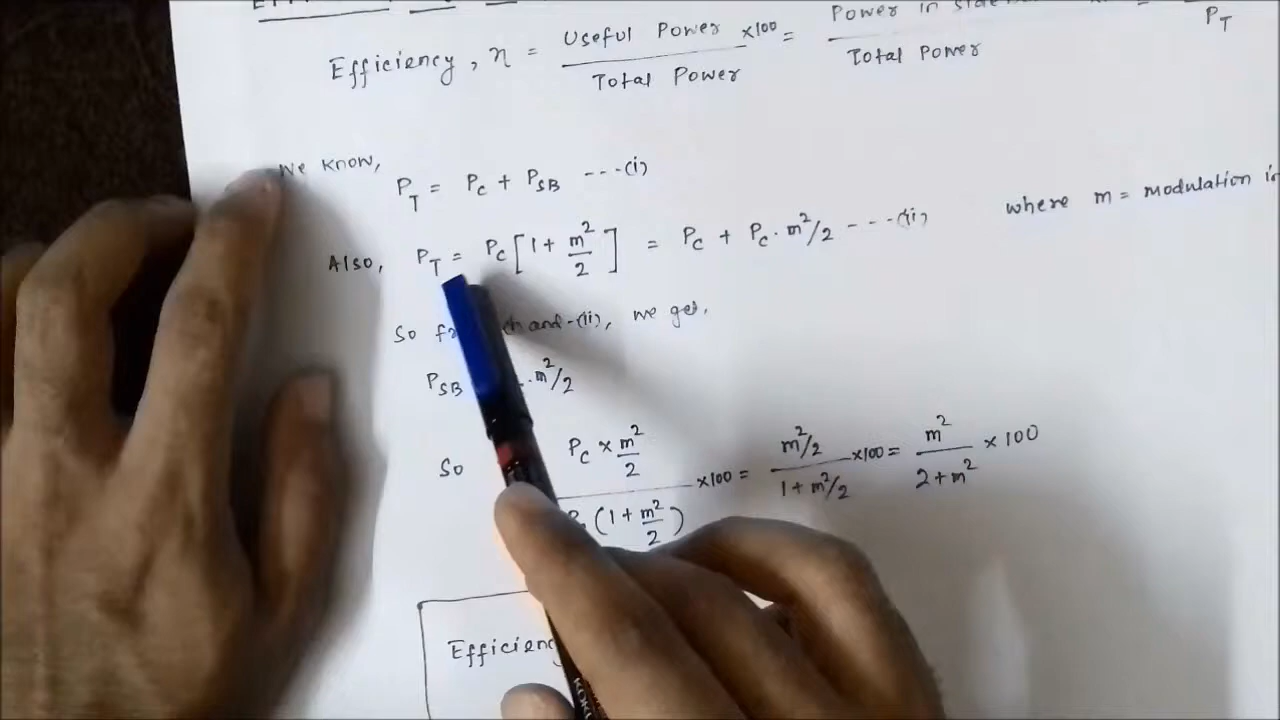 Efficiency, η = Useful Power / Total Power ×100 = Power in / Total Power P_T
We know,
P_T = P_C + P_SB ---(i)
Also, P_T = P_C [1 + m²/2] = P_C + P_C · m²/2 ---(ii) where m = modulation
So and (ii), we get,
P_SB · m²/2
So P_C × m²/2 / (1 + m²/2) ×100 = m²/2 / 1 + m²/2 ×100 = m² / 2 + m² × 100
Efficienc